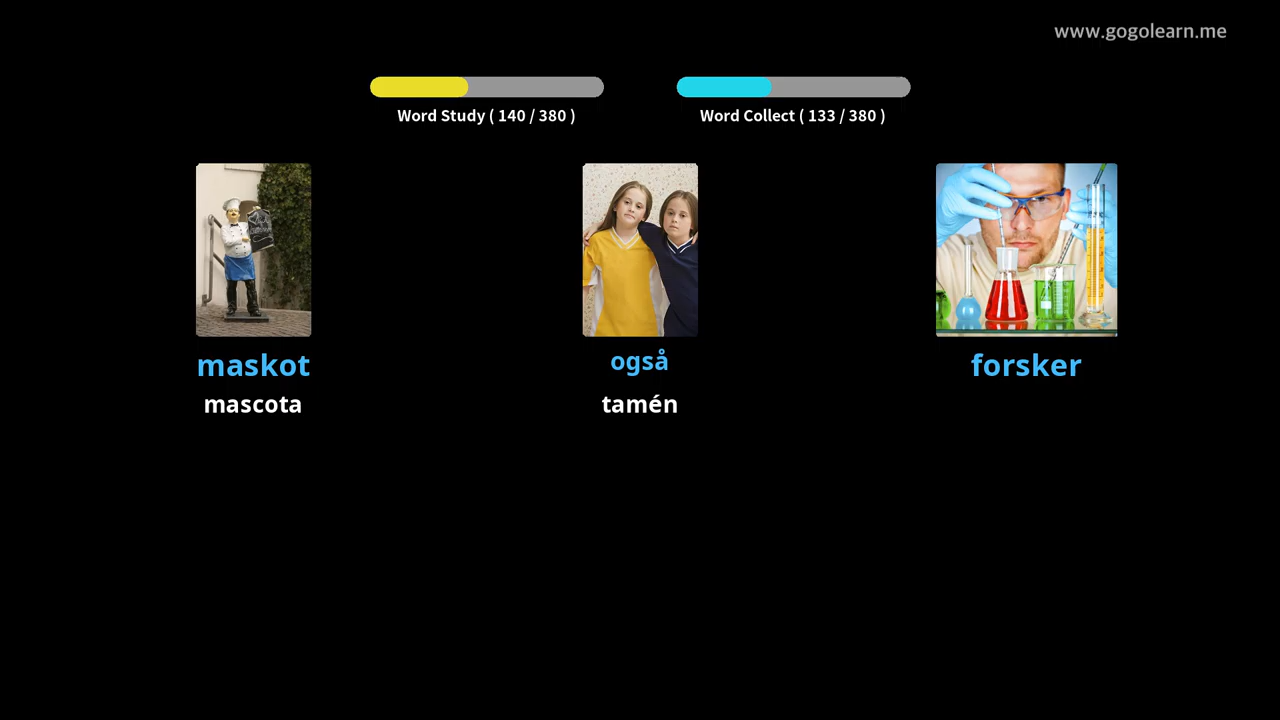 www.gogolearn.me
Word Study ( 140 / 380 )
Word Collect ( 133 / 380 )
maskot
også
forsker
mascota
tamén